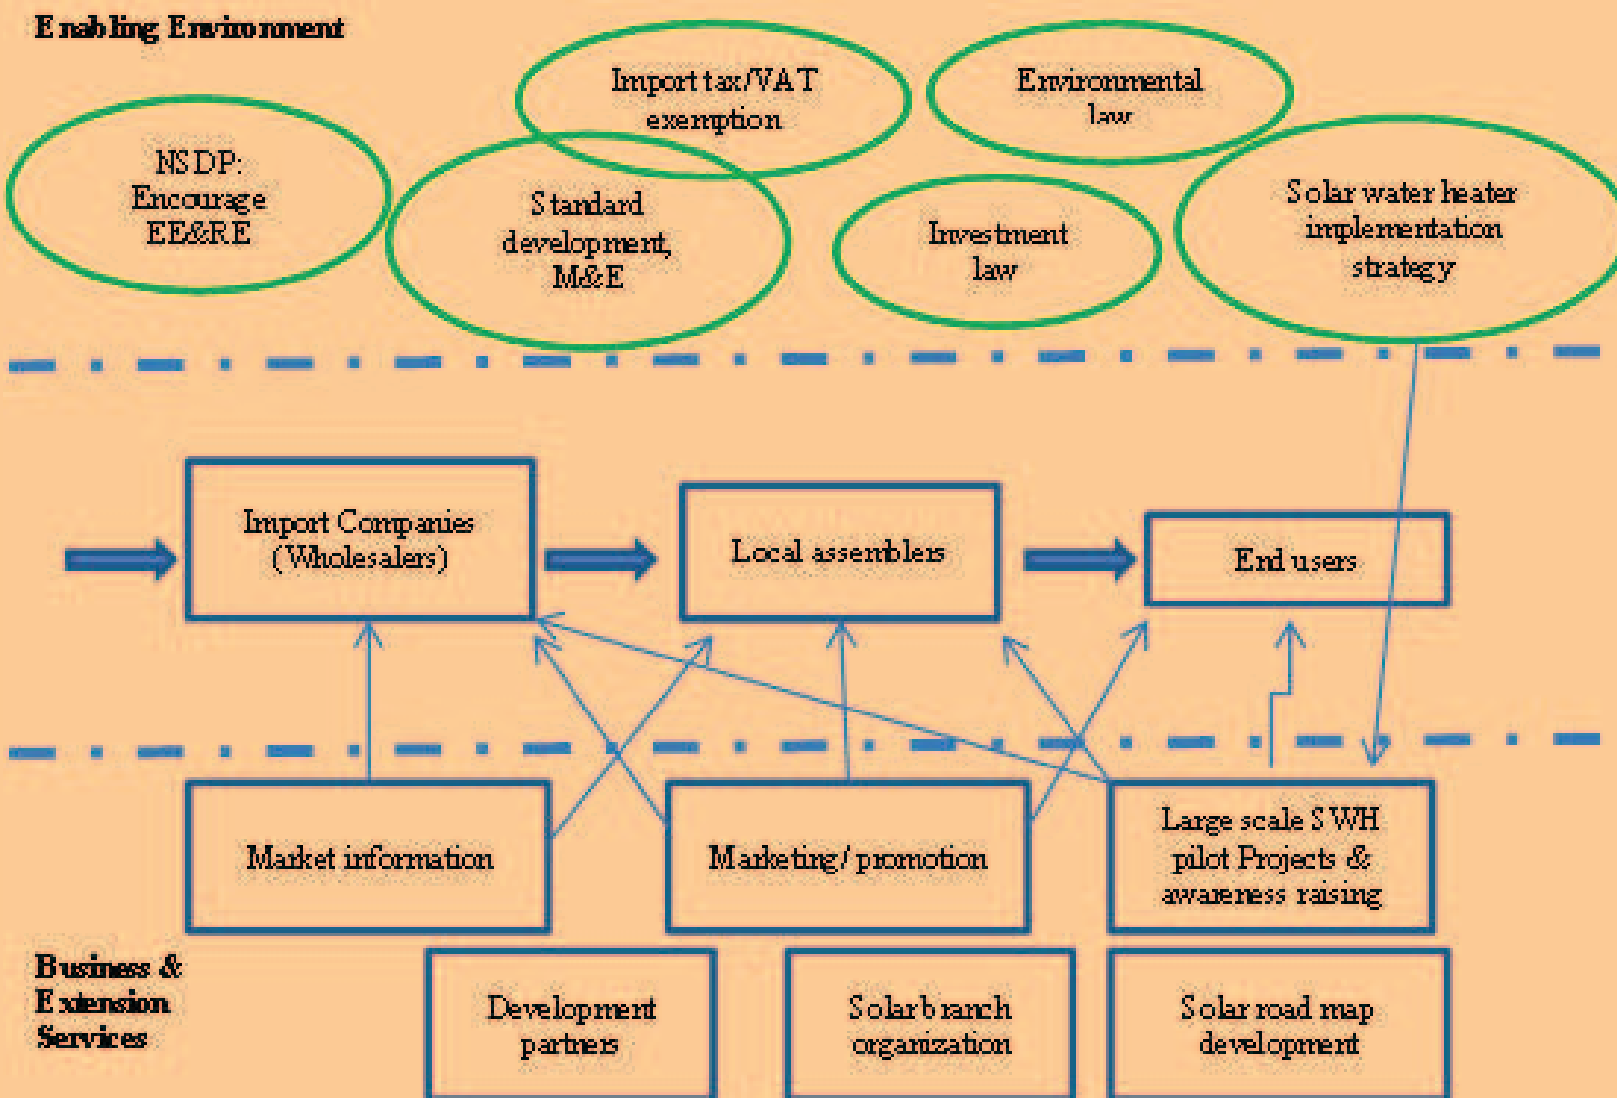 Enabling Environment
Import tax/VAT
exemption
Environmental
law
NSDP:
Encourage
EE&RE
Standard
development,
M&E
Investment
law
Solar water heater
implementation
strategy
Import Companies
(Wholesalers)
Local assemblers
End users
Market information
Marketing/ promotion
Large scale SWH
pilot Projects &
awareness raising
Business &
Extension
Services
Development
partners
Solar branch
organization
Solar road map
development